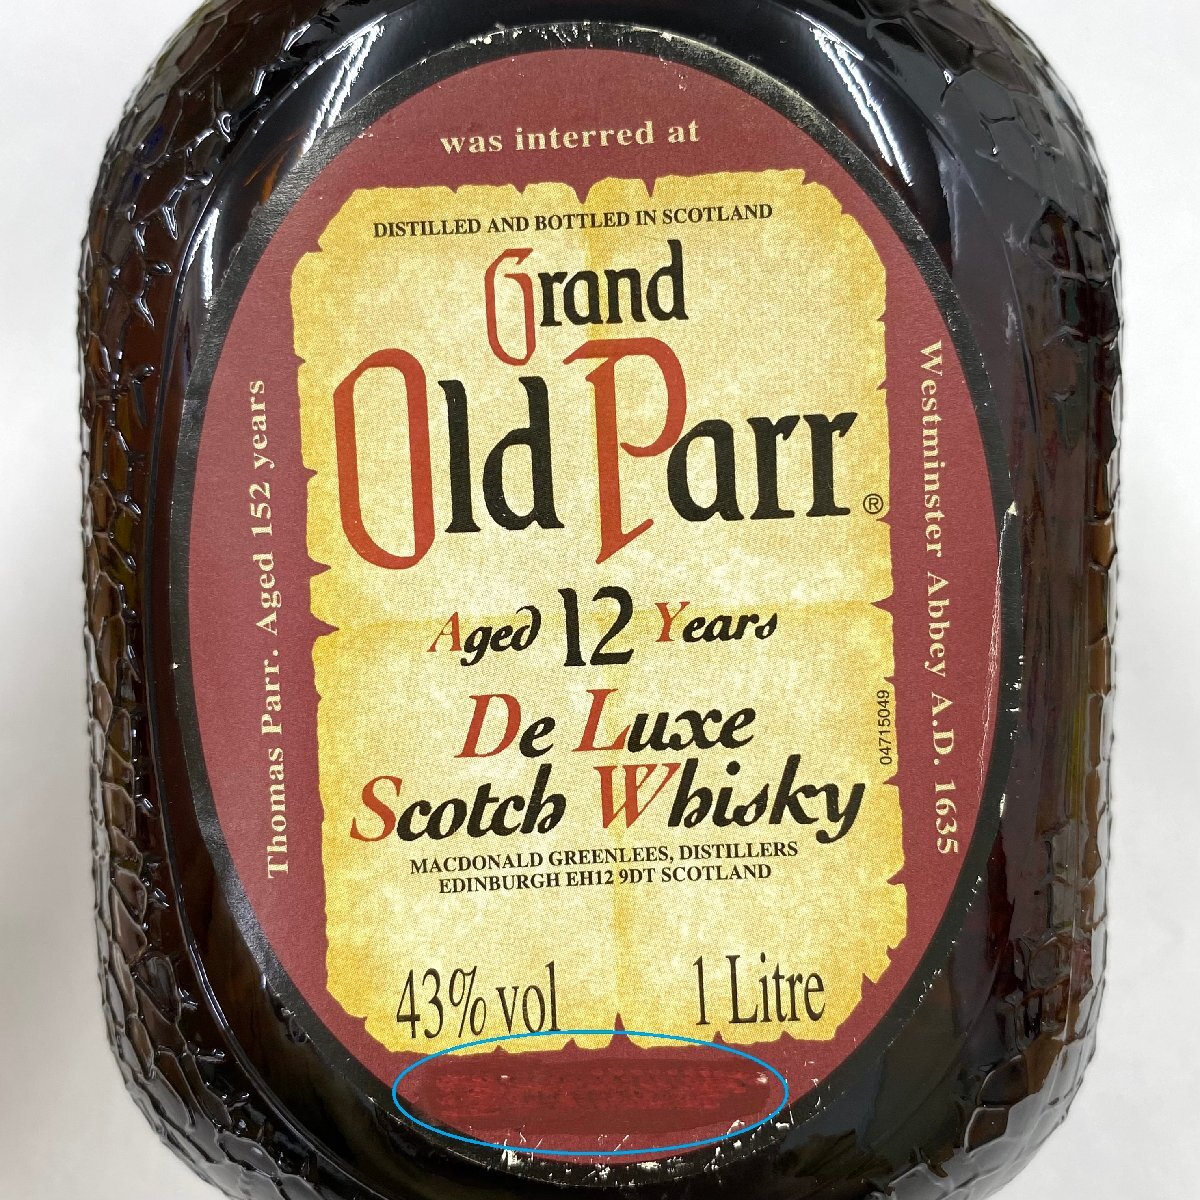 was interred at
DISTILLED AND BOTTLED IN SCOTLAND
Grand
Old Parr®
Aged 12 Years
De Luxe
Scotch Whisky
MACDONALD GREENLEES, DISTILLERS
EDINBURGH EH12 9DT SCOTLAND
43% vol 1 Litre
Thomas Parr. Aged 152 years
Westminster Abbey A.D. 1635
04715049